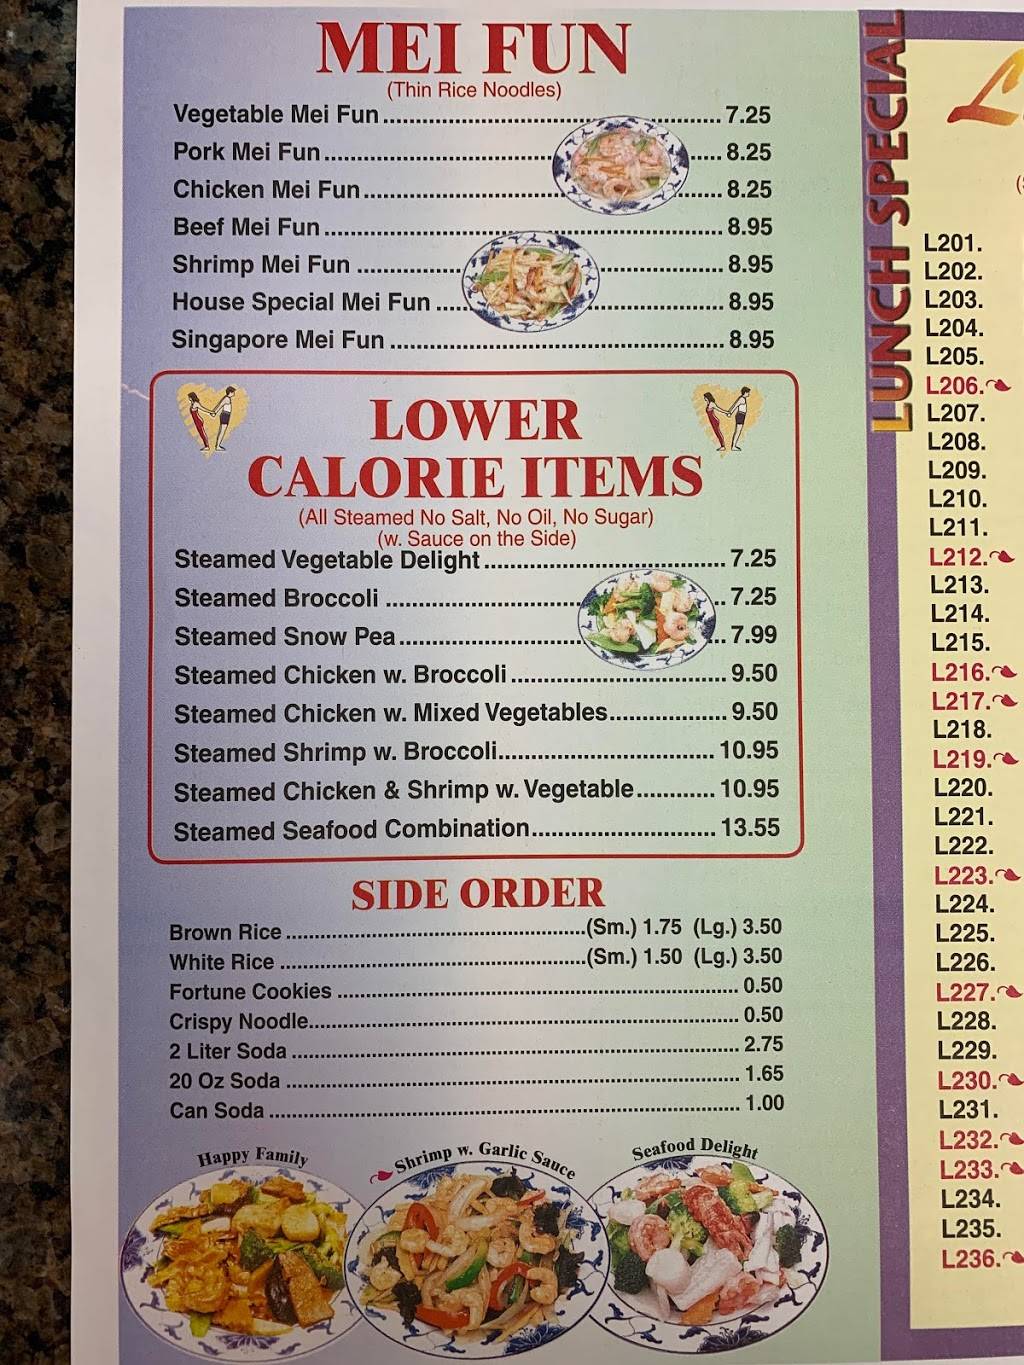 MEI FUN
(Thin Rice Noodles)
Vegetable Mei Fun 7.25
Pork Mei Fun 8.25
Chicken Mei Fun 8.25
Beef Mei Fun 8.95
Shrimp Mei Fun 8.95
House Special Mei Fun 8.95
Singapore Mei Fun 8.95
LOWER
CALORIE ITEMS
(All Steamed No Salt, No Oil, No Sugar)
(w. Sauce on the Side)
Steamed Vegetable Delight 7.25
Steamed Broccoli 7.25
Steamed Snow Pea 7.99
Steamed Chicken w. Broccoli 9.50
Steamed Chicken w. Mixed Vegetables 9.50
Steamed Shrimp w. Broccoli 10.95
Steamed Chicken & Shrimp w. Vegetable 10.95
Steamed Seafood Combination 13.55
SIDE ORDER
Brown Rice (Sm.) 1.75 (Lg.) 3.50
White Rice (Sm.) 1.50 (Lg.) 3.50
Fortune Cookies 0.50
Crispy Noodle 0.50
2 Liter Soda 2.75
20 Oz Soda 1.65
Can Soda 1.00
Happy Family
Shrimp w. Garlic Sauce
Seafood Delight
LUNCH SPECIAL
L201.
L202.
L203.
L204.
L205.
L206.
L207.
L208.
L209.
L210.
L211.
L212.
L213.
L214.
L215.
L216.
L217.
L218.
L219.
L220.
L221.
L222.
L223.
L224.
L225.
L226.
L227.
L228.
L229.
L230.
L231.
L232.
L233.
L234.
L235.
L236.